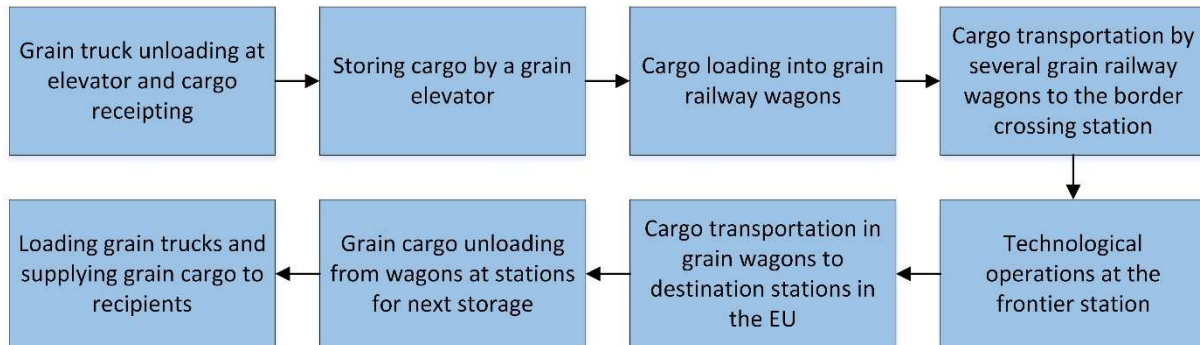 Grain truck unloading at
elevator and cargo
receipting
Storing cargo by a grain
elevator
Cargo loading into grain
railway wagons
Cargo transportation by
several grain railway
wagons to the border
crossing station
Technological
operations at the
frontier station
Cargo transportation in
grain wagons to
destination stations in
the EU
Grain cargo unloading
from wagons at stations
for next storage
Loading grain trucks and
supplying grain cargo to
recipients